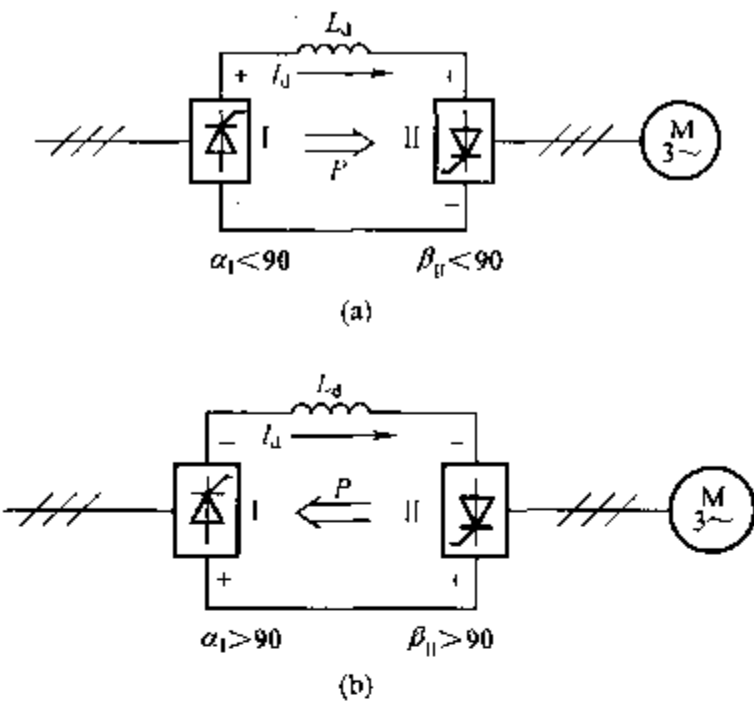 L_d
+ I_d +
I II M
P 3~
−
α_I<90 β_II<90
(a)
L_d
− I_d −
P M
I II 3~
+ +
α_I>90 β_II>90
(b)